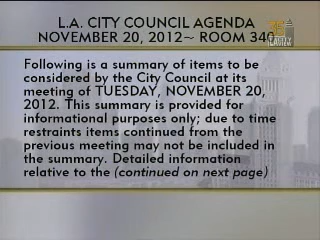 L.A. CITY COUNCIL AGENDA
NOVEMBER 20, 2012~ ROOM 340
Following is a summary of items to be
considered by the City Council at its
meeting of TUESDAY, NOVEMBER 20,
2012. This summary is provided for
informational purposes only; due to time
restraints items continued from the
previous meeting may not be included in
the summary. Detailed information
relative to the (continued on next page)